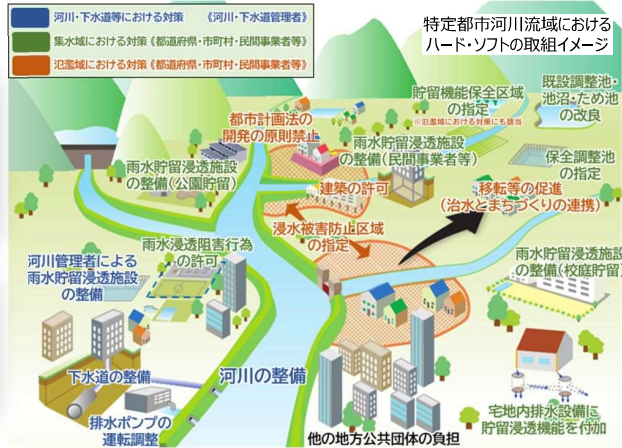 河川・下水道等における対策　《河川・下水道管理者》
集水域における対策《都道府県・市町村・民間事業者等》
氾濫域における対策《都道府県・市町村・民間事業者等》
特定都市河川流域における
ハード・ソフトの取組イメージ
貯留機能保全区域
の指定
※氾濫域における対策にも該当
既設調整池・
池沼・ため池
の改良
都市計画法の
開発の原則禁止
雨水貯留浸透施設
の整備(民間事業者等)
保全調整池
の指定
雨水貯留浸透施設
の整備(公園貯留)
建築の許可
移転等の促進
(治水とまちづくりの連携)
浸水被害防止区域
の指定
雨水浸透阻害行為
の許可
河川管理者による
雨水貯留浸透施設
の整備
雨水貯留浸透施設
の整備(校庭貯留)
下水道の整備
河川の整備
排水ポンプの
運転調整
他の地方公共団体の負担
宅地内排水設備に
貯留浸透機能を付加